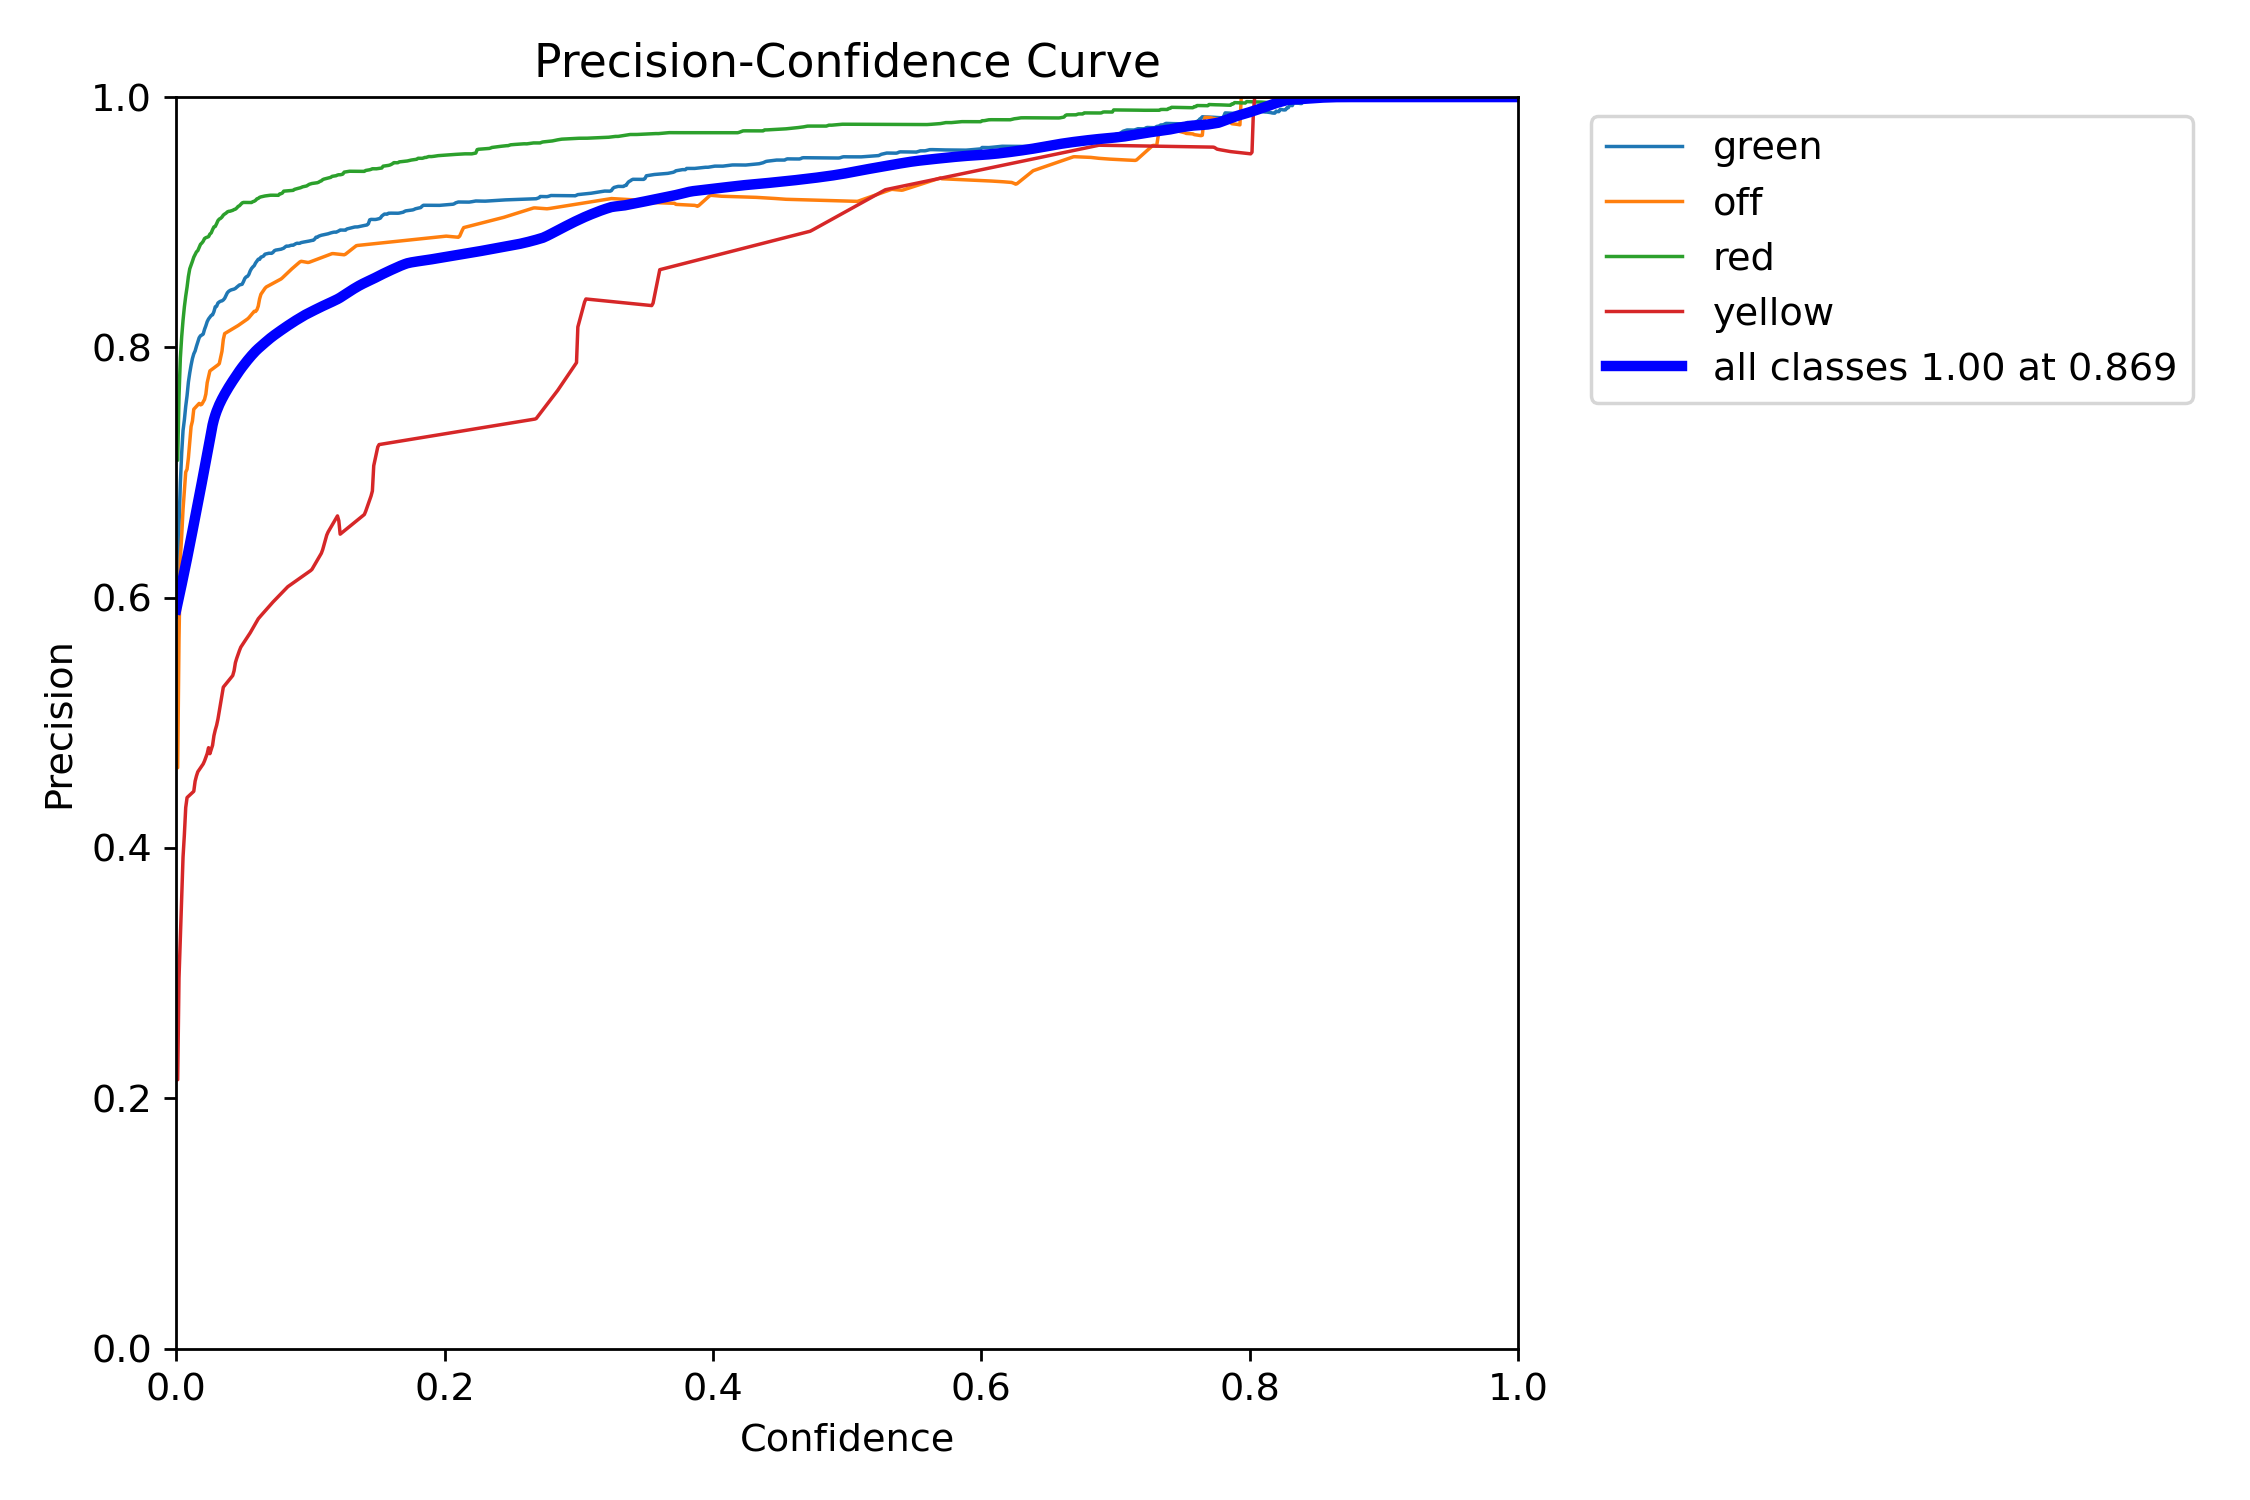 Precision-Confidence Curve
1.0
0.8
0.6
0.4
0.2
0.0
Precision
0.0 0.2 0.4 0.6 0.8 1.0
Confidence
green
off
red
yellow
all classes 1.00 at 0.869